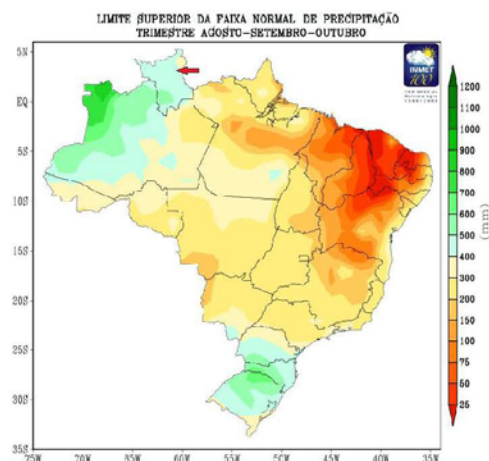 LIMITE SUPERIOR DA FAIXA NORMAL DE PRECIPITAÇÃO
TRIMESTRE AGOSTO-SETEMBRO-OUTUBRO
INMET
100
5N
EQ
5S
10S
15S
20S
25S
30S
35S
75W
70W
65W
60W
55W
50W
45W
40W
35W
1200
1100
1000
900
800
700
600
500
400
300
200
150
100
75
50
25
(mm)